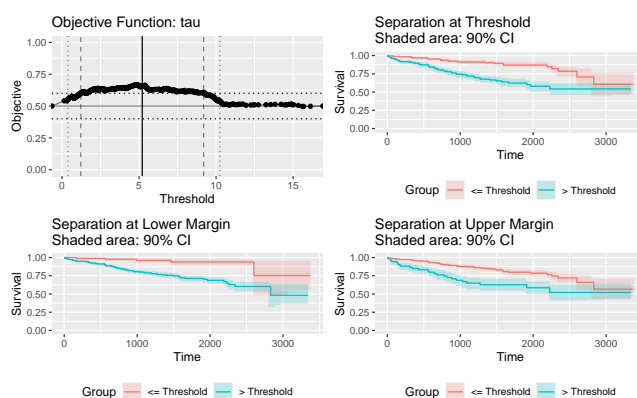 Objective Function: tau
1.00
0.75
0.50
0.25
0.00
Objective
0
5
10
15
Threshold
Separation at Threshold
Shaded area: 90% CI
1.00
0.75
0.50
0.25
0.00
Survival
0
1000
2000
3000
Time
Group
<= Threshold
> Threshold
Separation at Lower Margin
Shaded area: 90% CI
1.00
0.75
0.50
0.25
0.00
Survival
0
1000
2000
3000
Time
Group
<= Threshold
> Threshold
Separation at Upper Margin
Shaded area: 90% CI
1.00
0.75
0.50
0.25
0.00
Survival
0
1000
2000
3000
Time
Group
<= Threshold
> Threshold